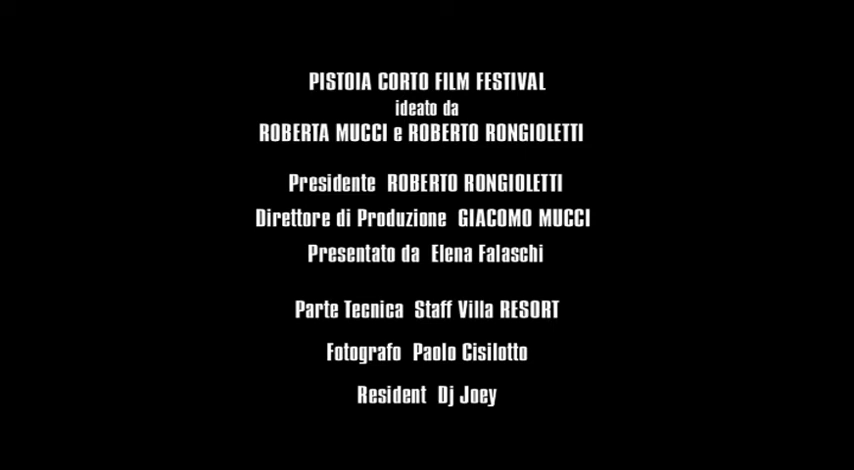 PISTOIA CORTO FILM FESTIVAL
ideato da
ROBERTA MUCCI e ROBERTO RONGIOLETTI
Presidente ROBERTO RONGIOLETTI
Direttore di Produzione GIACOMO MUCCI
Presentato da Elena Falaschi
Parte Tecnica Staff Villa RESORT
Fotografo Paolo Cisilotto
Resident Dj Joey